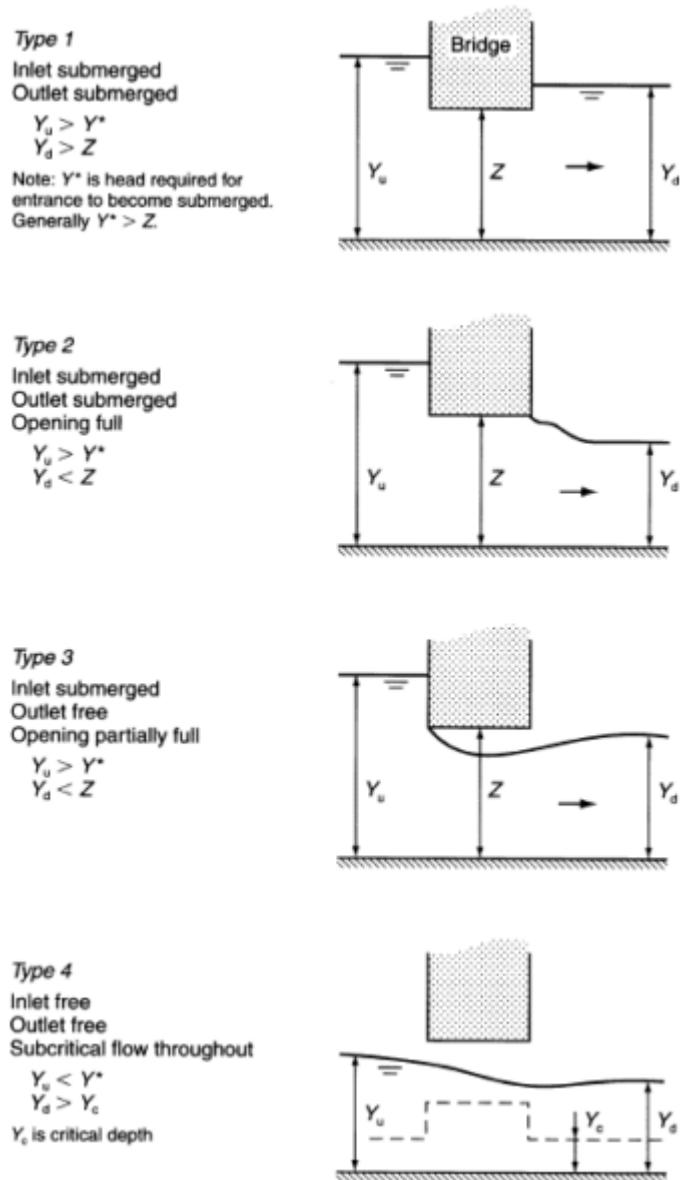 Type 1
Inlet submerged
Outlet submerged
Yu > Y*
Yd > Z
Note: Y* is head required for
entrance to become submerged.
Generally Y* > Z.
Bridge
Yu
Z
Yd
Type 2
Inlet submerged
Outlet submerged
Opening full
Yu > Y*
Yd < Z
Yu
Z
Yd
Type 3
Inlet submerged
Outlet free
Opening partially full
Yu > Y*
Yd < Z
Yu
Z
Yd
Type 4
Inlet free
Outlet free
Subcritical flow throughout
Yu < Y*
Yd > Yc
Yc is critical depth
Yu
Yc
Yd